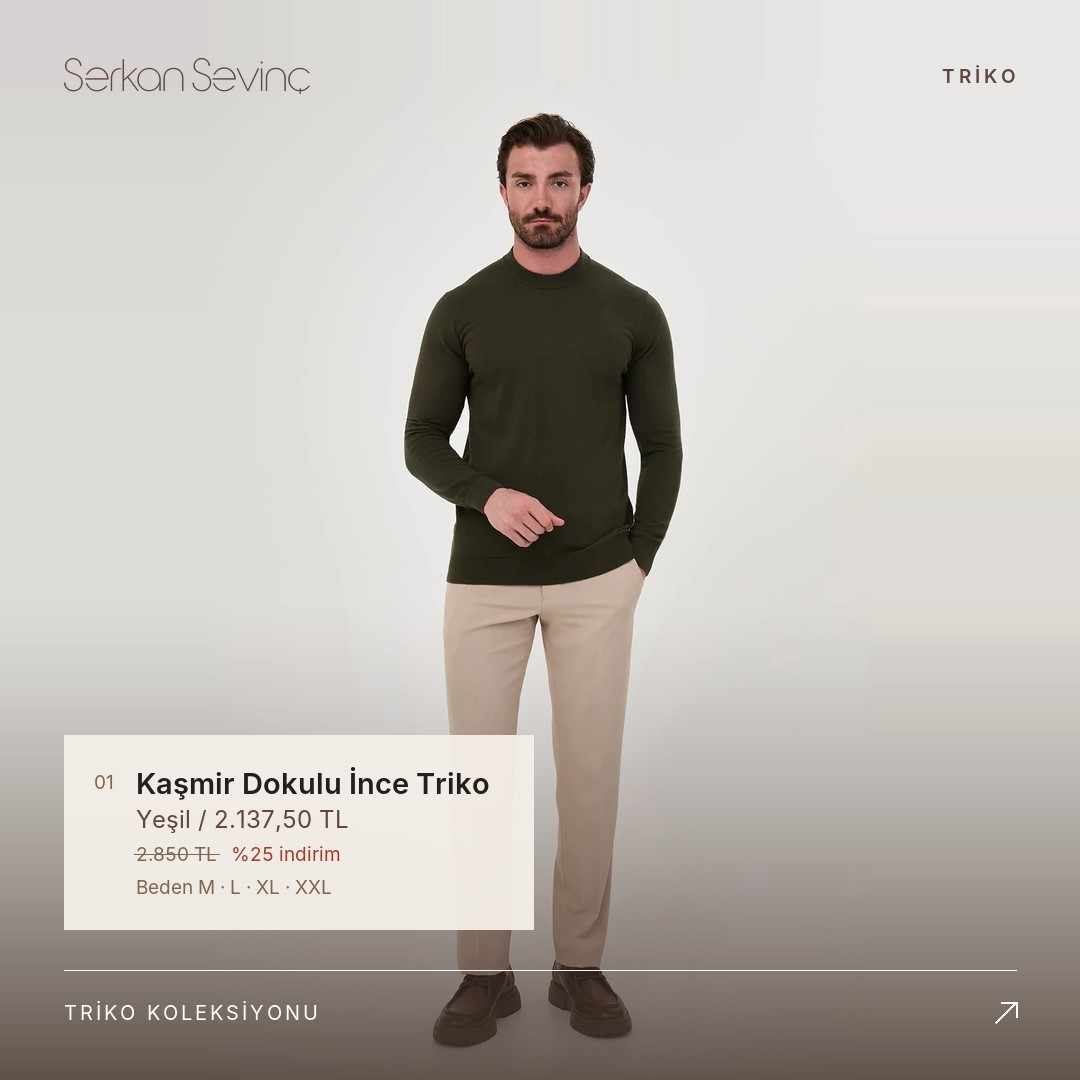 Serkan Sevinç
TRİKO
01
Kaşmir Dokulu İnce Triko
Yeşil / 2.137,50 TL
2.850 TL %25 indirim
Beden M · L · XL · XXL
TRİKO KOLEKSİYONU